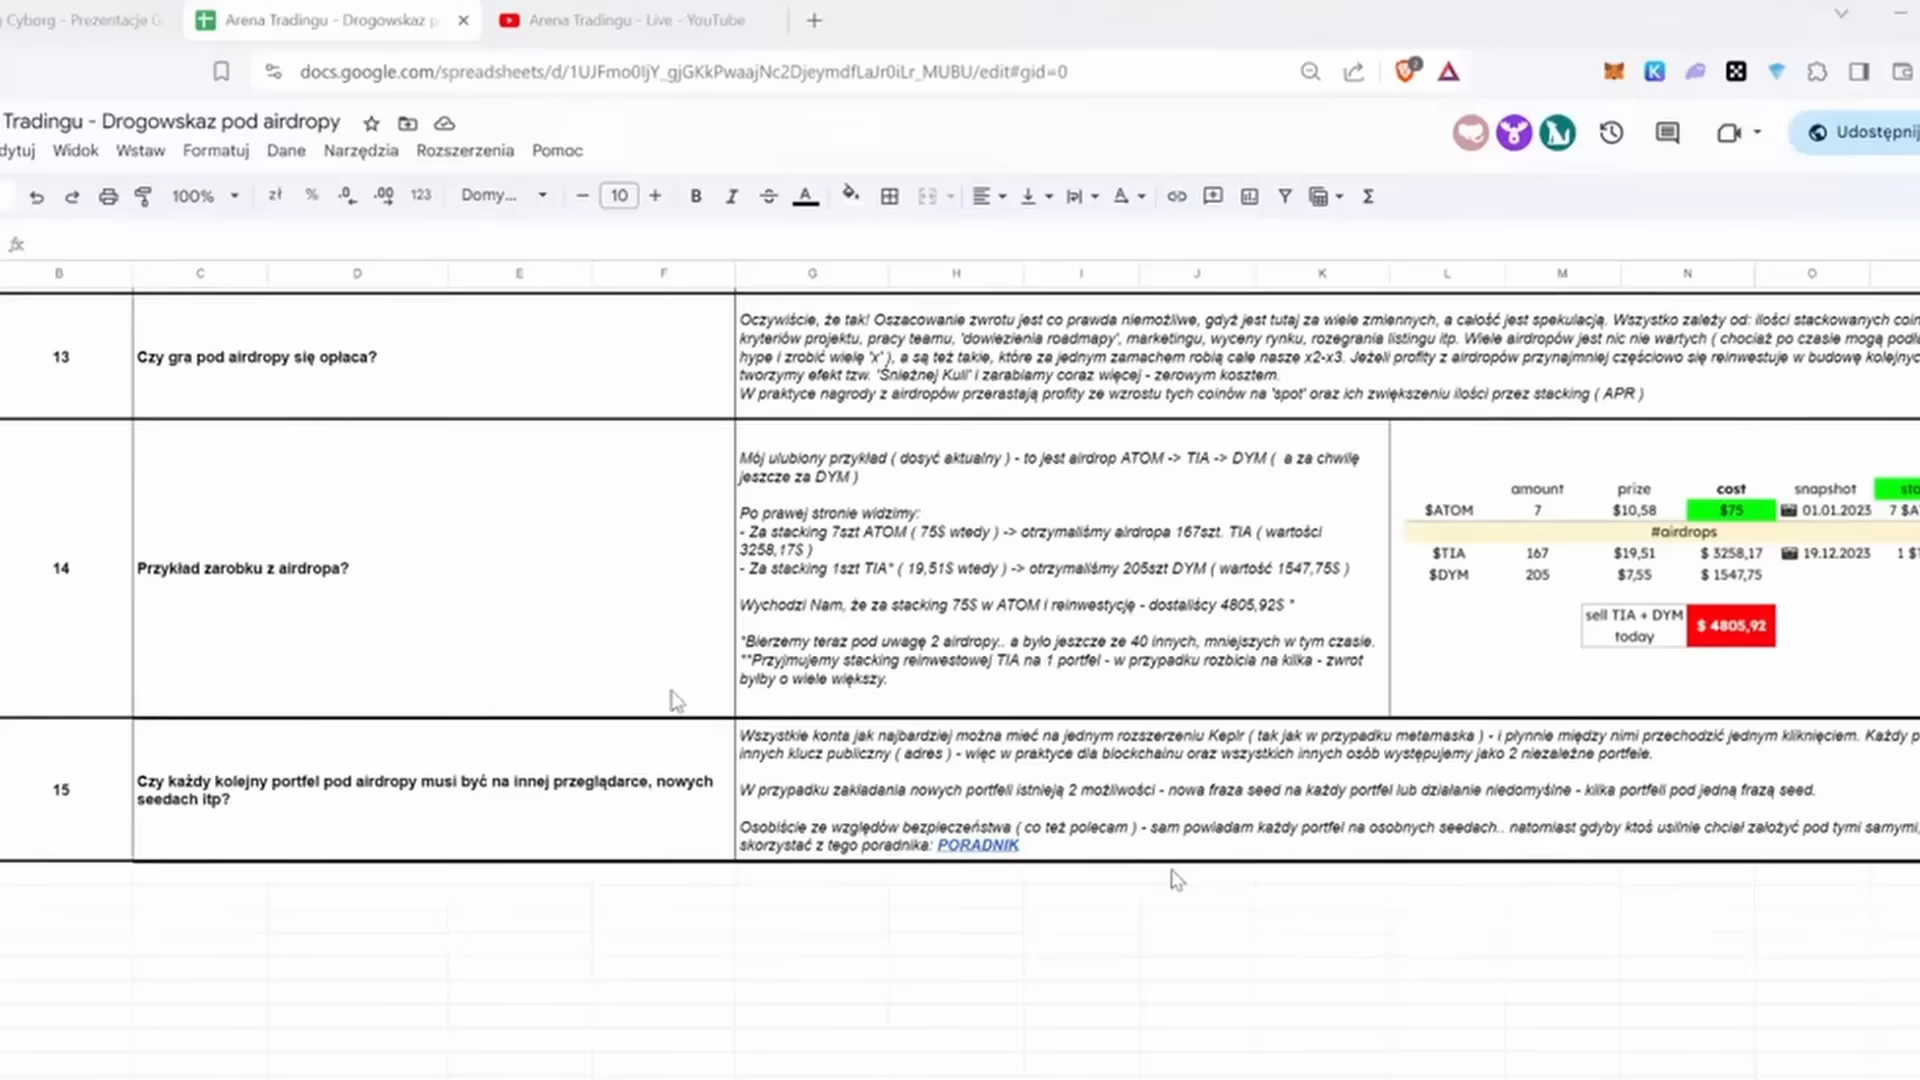 Cyborg - Prezentacje
Arena Tradingu - Drogowskaz p
Arena Tradingu - Live - YouTube
docs.google.com/spreadsheets/d/1UJFmo0IjY_gjGKkPwaajNc2DjeymdfLaJr0iLr_MUBU/edit#gid=0
2
Tradingu - Drogowskaz pod airdropy
dytuj Widok Wstaw Formatuj Dane Narzędzia Rozszerzenia Pomoc
Udostępnij
100% zł % .0 .00 123 Domy... 10 B I S A
fx
B C D E F G H I J K L M N O
13
Czy gra pod airdropy się opłaca?
Oczywiście, że tak! Oszacowanie zwrotu jest co prawda niemożliwe, gdyż jest tutaj za wiele zmiennych, a całość jest spekulacją. Wszystko zależy od: ilości stackowanych coin
kryteriów projektu, pracy teamu, 'dowiezienia roadmapy', marketingu, wyceny rynku, rozegrania listingu itp. Wiele airdropów jest nic nie wartych ( chociaż po czasie mogą podła
hype i zrobić wielę 'x' ), a są też takie, które za jednym zamachem robią całe nasze x2-x3. Jeżeli profity z airdropów przynajmniej częściowo się reinwestuje w budowę kolejnyc
tworzymy efekt tzw. 'Śnieżnej Kuli' i zarabiamy coraz więcej - zerowym kosztem.
W praktyce nagrody z airdropów przerastają profity ze wzrostu tych coinów na 'spot' oraz ich zwiększeniu ilości przez stacking ( APR )
14
Przykład zarobku z airdropa?
Mój ulubiony przykład ( dosyć aktualny ) - to jest airdrop ATOM -> TIA -> DYM ( a za chwilę
jeszcze za DYM )
Po prawej stronie widzimy:
- Za stacking 7szt ATOM ( 75$ wtedy ) -> otrzymaliśmy airdropa 167szt. TIA ( wartości
3258,17$ )
- Za stacking 1szt TIA* ( 19,51$ wtedy ) -> otrzymaliśmy 205szt DYM ( wartość 1547,75$ )
Wychodzi Nam, że za stacking 75$ w ATOM i reinwestycję - dostaliścy 4805,92$ *
*Bierzemy teraz pod uwagę 2 airdropy.. a było jeszcze ze 40 innych, mniejszych w tym czasie.
**Przyjmujemy stacking reinwestowej TIA na 1 portfel - w przypadku rozbicia na kilka - zwrot
byłby o wiele większy.
amount prize cost snapshot sta
$ATOM 7 $10,58 $75 01.01.2023 7 $A
#airdrops
$TIA 167 $19,51 $ 3258,17 19.12.2023 1 $T
$DYM 205 $7,55 $ 1547,75
sell TIA + DYM
today
$ 4805,92
15
Czy każdy kolejny portfel pod airdropy musi być na innej przeglądarce, nowych
seedach itp?
Wszystkie konta jak najbardziej można mieć na jednym rozszerzeniu Keplr ( tak jak w przypadku metamaska ) - i płynnie między nimi przechodzić jednym kliknięciem. Każdy p
innych klucz publiczny ( adres ) - więc w praktyce dla blockchainu oraz wszystkich innych osób występujemy jako 2 niezależne portfele.
W przypadku zakładania nowych portfeli istnieją 2 możliwości - nowa fraza seed na każdy portfel lub działanie niedomyślne - kilka portfeli pod jedną frazą seed.
Osobiście ze względów bezpieczeństwa ( co też polecam ) - sam powiadam każdy portfel na osobnych seedach.. natomiast gdyby ktoś usilnie chciał założyć pod tymi samymi,
skorzystać z tego poradnika: PORADNIK